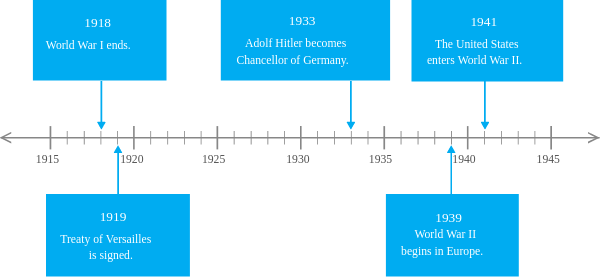 1918
World War I ends.
1933
Adolf Hitler becomes
Chancellor of Germany.
1941
The United States
enters World War II.
1915
1920
1925
1930
1935
1940
1945
1919
Treaty of Versailles
is signed.
1939
World War II
begins in Europe.